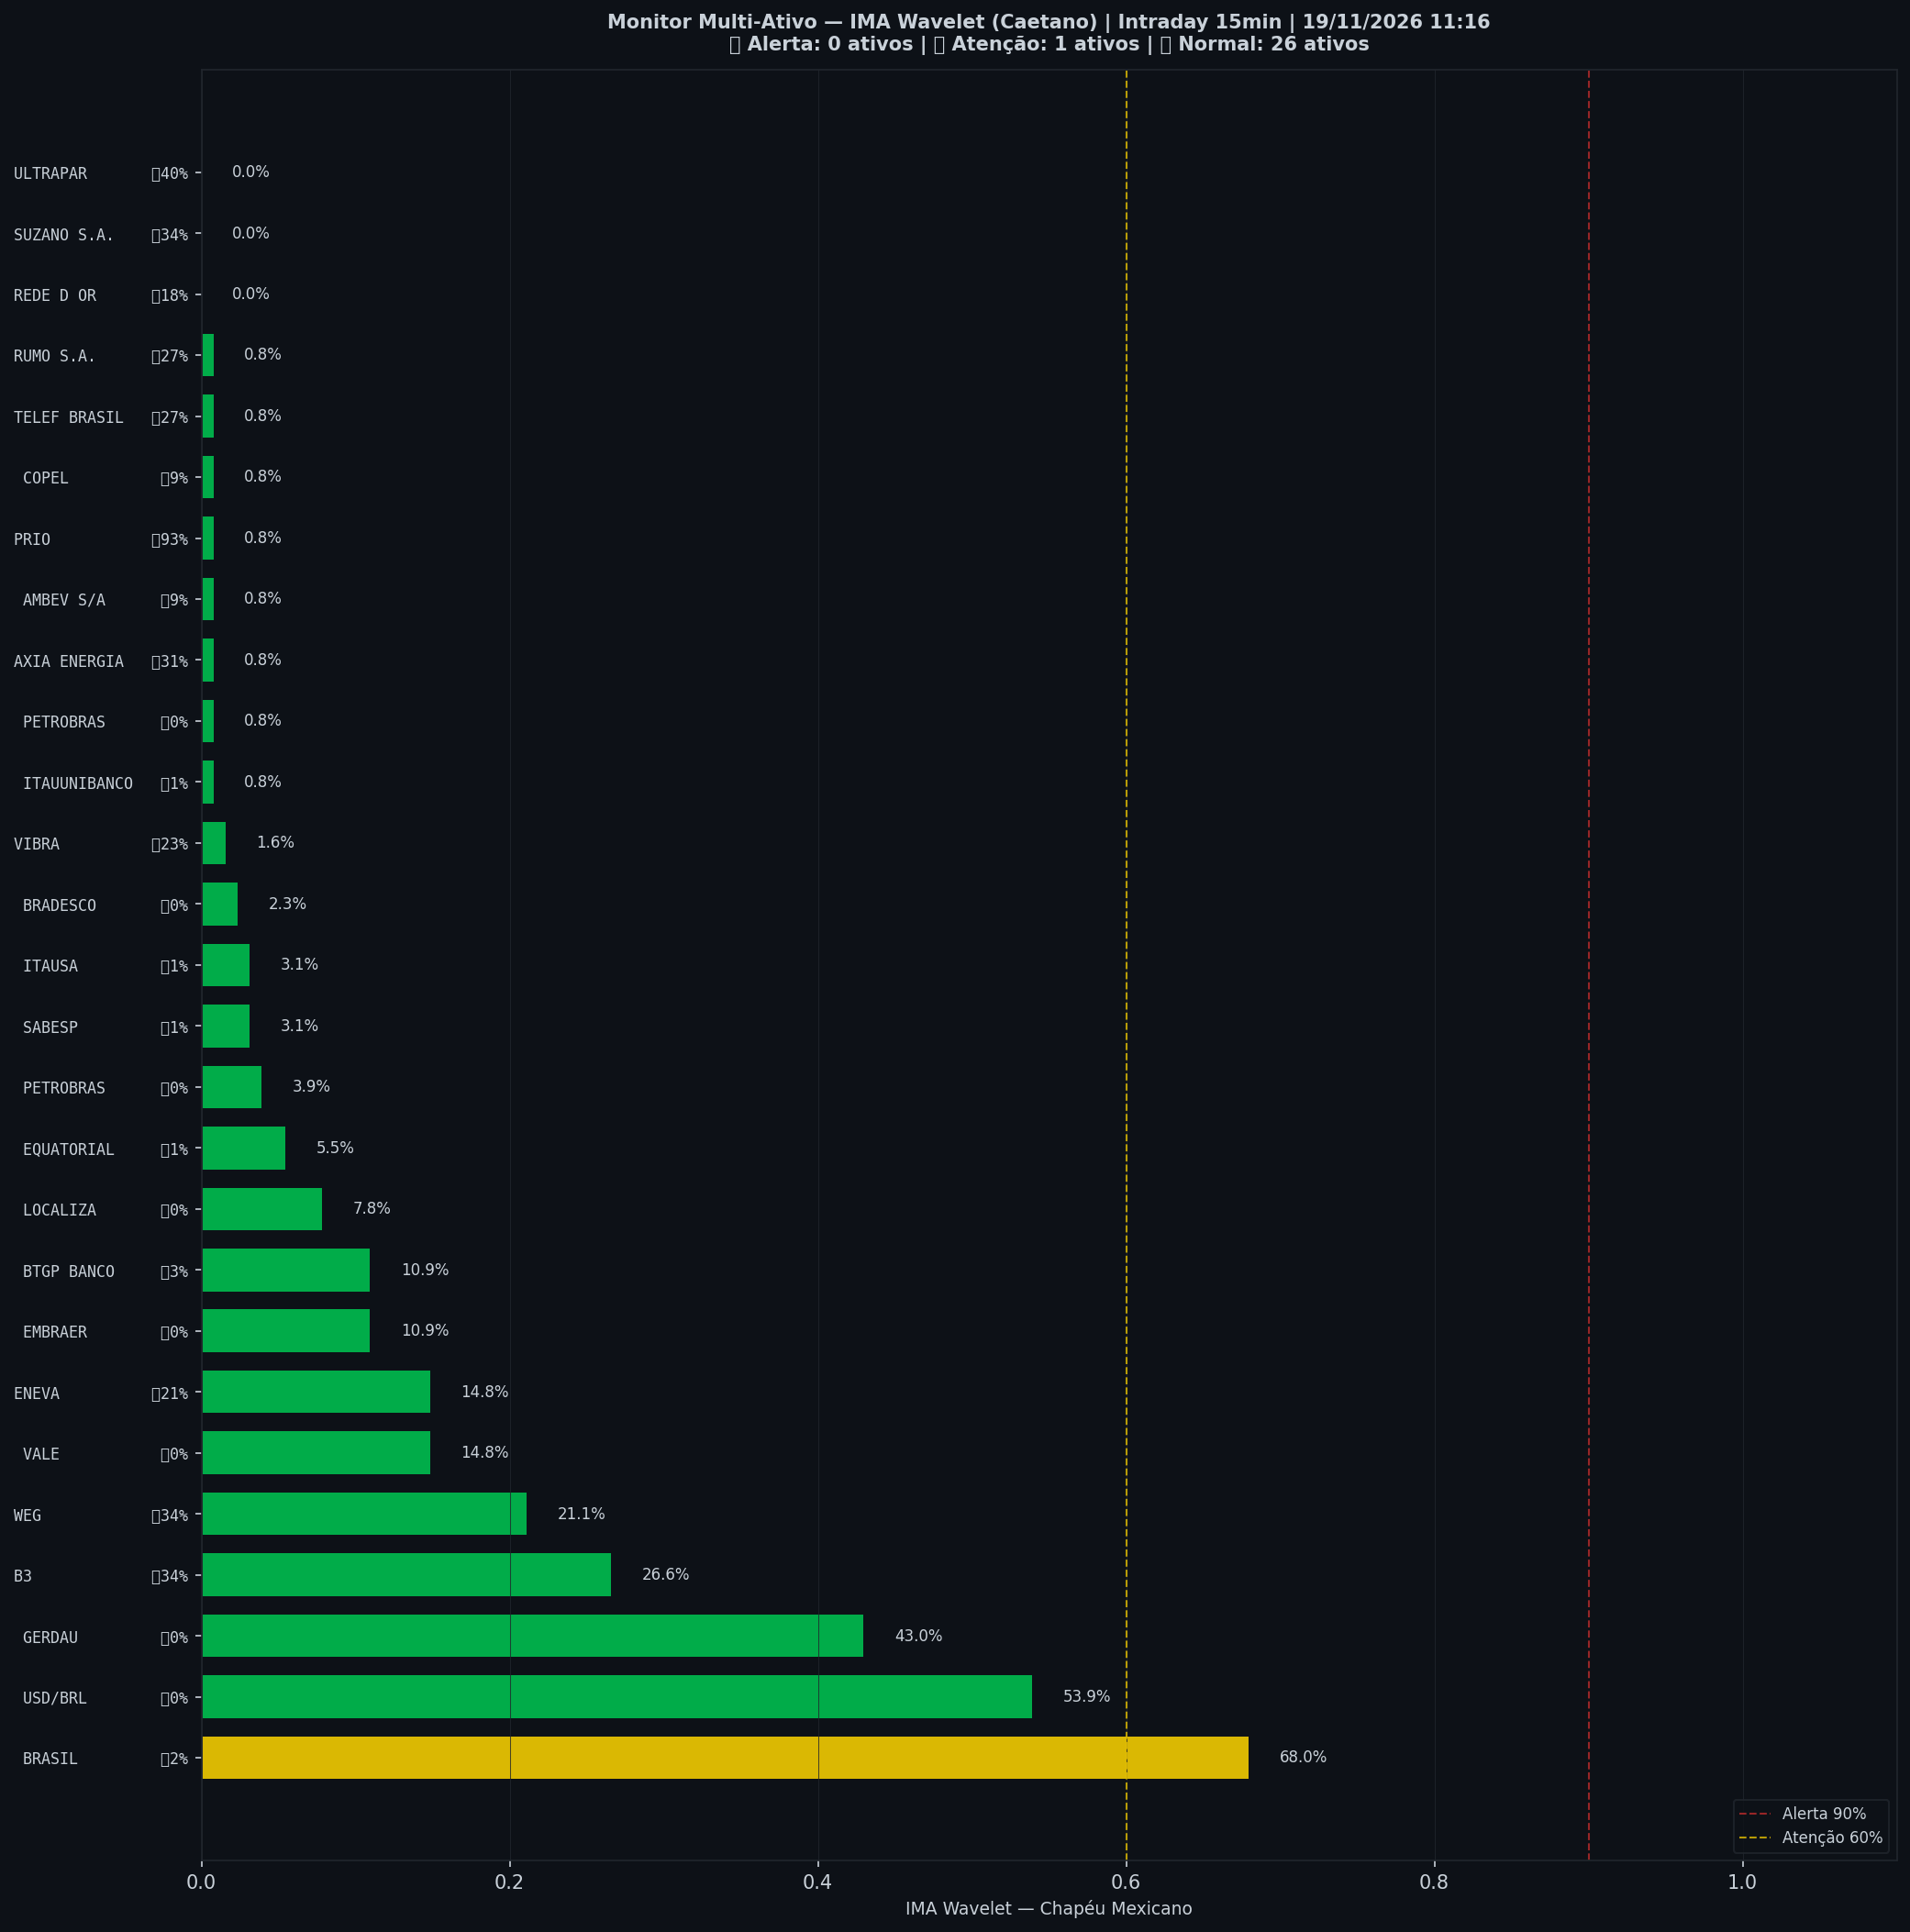 Monitor Multi-Ativo — IMA Wavelet (Caetano) | Intraday 15min | 19/11/2026 11:16
▯ Alerta: 0 ativos | ▯ Atenção: 1 ativos | ▯ Normal: 26 ativos
ULTRAPAR ▯40% 0.0%
SUZANO S.A. ▯34% 0.0%
REDE D OR ▯18% 0.0%
RUMO S.A. ▯27% 0.8%
TELEF BRASIL ▯27% 0.8%
COPEL ▯9% 0.8%
PRIO ▯93% 0.8%
AMBEV S/A ▯9% 0.8%
AXIA ENERGIA ▯31% 0.8%
PETROBRAS ▯0% 0.8%
ITAUUNIBANCO ▯1% 0.8%
VIBRA ▯23% 1.6%
BRADESCO ▯0% 2.3%
ITAUSA ▯1% 3.1%
SABESP ▯1% 3.1%
PETROBRAS ▯0% 3.9%
EQUATORIAL ▯1% 5.5%
LOCALIZA ▯0% 7.8%
BTGP BANCO ▯3% 10.9%
EMBRAER ▯0% 10.9%
ENEVA ▯21% 14.8%
VALE ▯0% 14.8%
WEG ▯34% 21.1%
B3 ▯34% 26.6%
GERDAU ▯0% 43.0%
USD/BRL ▯0% 53.9%
BRASIL ▯2% 68.0%
Alerta 90%
Atenção 60%
0.0 0.2 0.4 0.6 0.8 1.0
IMA Wavelet — Chapéu Mexicano